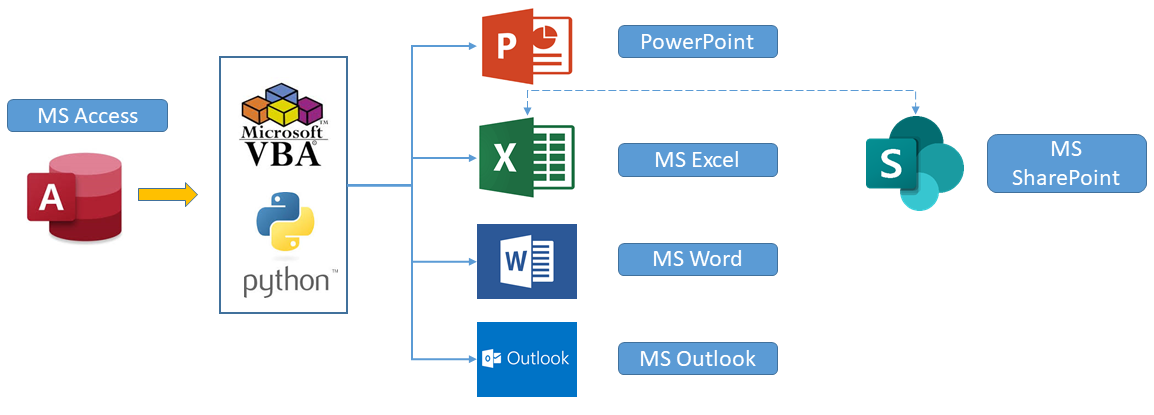 PowerPoint
P
MS Access
A
Microsoft™
VBA
python™
X
MS Excel
S
MS
SharePoint
W
MS Word
Outlook
MS Outlook